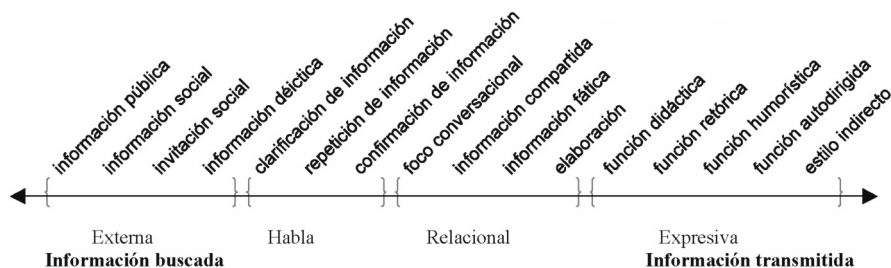 información pública
información social
invitación social
información déictica
clarificación de información
repetición de información
confirmación de información
foco conversacional
información compartida
información fática
elaboración
función didáctica
función retórica
función humorística
función autodirigida
estilo indirecto
Externa Habla Relacional Expresiva
Información buscada Información transmitida